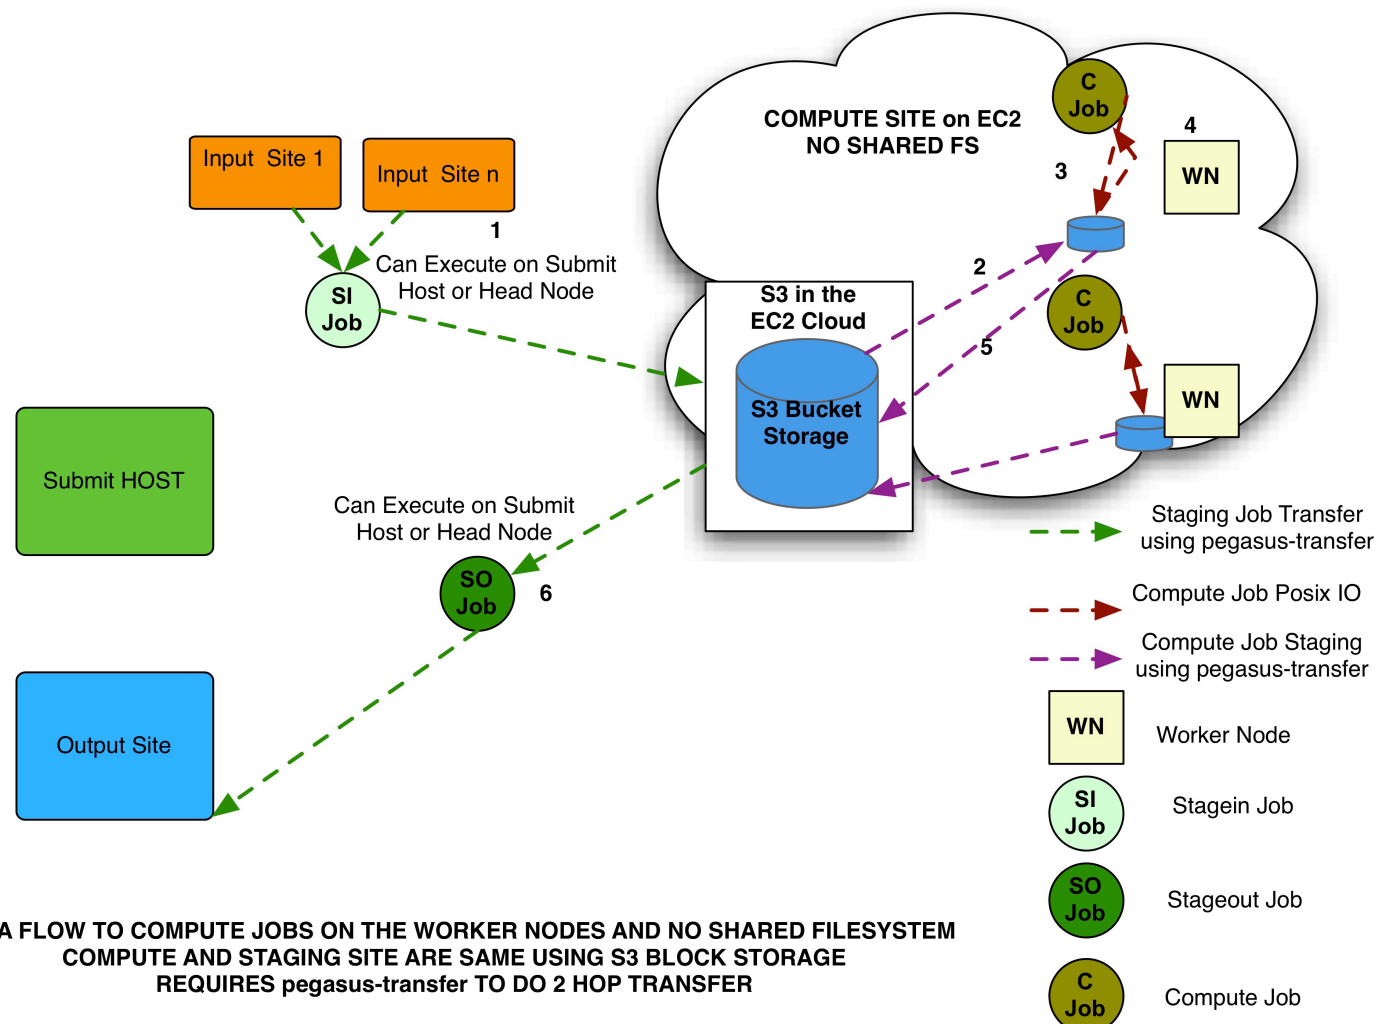 COMPUTE SITE on EC2
NO SHARED FS
C
Job
4
WN
3
Input Site 1
Input Site n
1
Can Execute on Submit
Host or Head Node
SI
Job
2
S3 in the
EC2 Cloud
C
Job
5
S3 Bucket
Storage
WN
Submit HOST
Can Execute on Submit
Host or Head Node
SO
Job
6
Output Site
Staging Job Transfer
using pegasus-transfer
Compute Job Posix IO
Compute Job Staging
using pegasus-transfer
WN
Worker Node
SI
Job
Stagein Job
SO
Job
Stageout Job
C
Job
Compute Job
A FLOW TO COMPUTE JOBS ON THE WORKER NODES AND NO SHARED FILESYSTEM
COMPUTE AND STAGING SITE ARE SAME USING S3 BLOCK STORAGE
REQUIRES pegasus-transfer TO DO 2 HOP TRANSFER